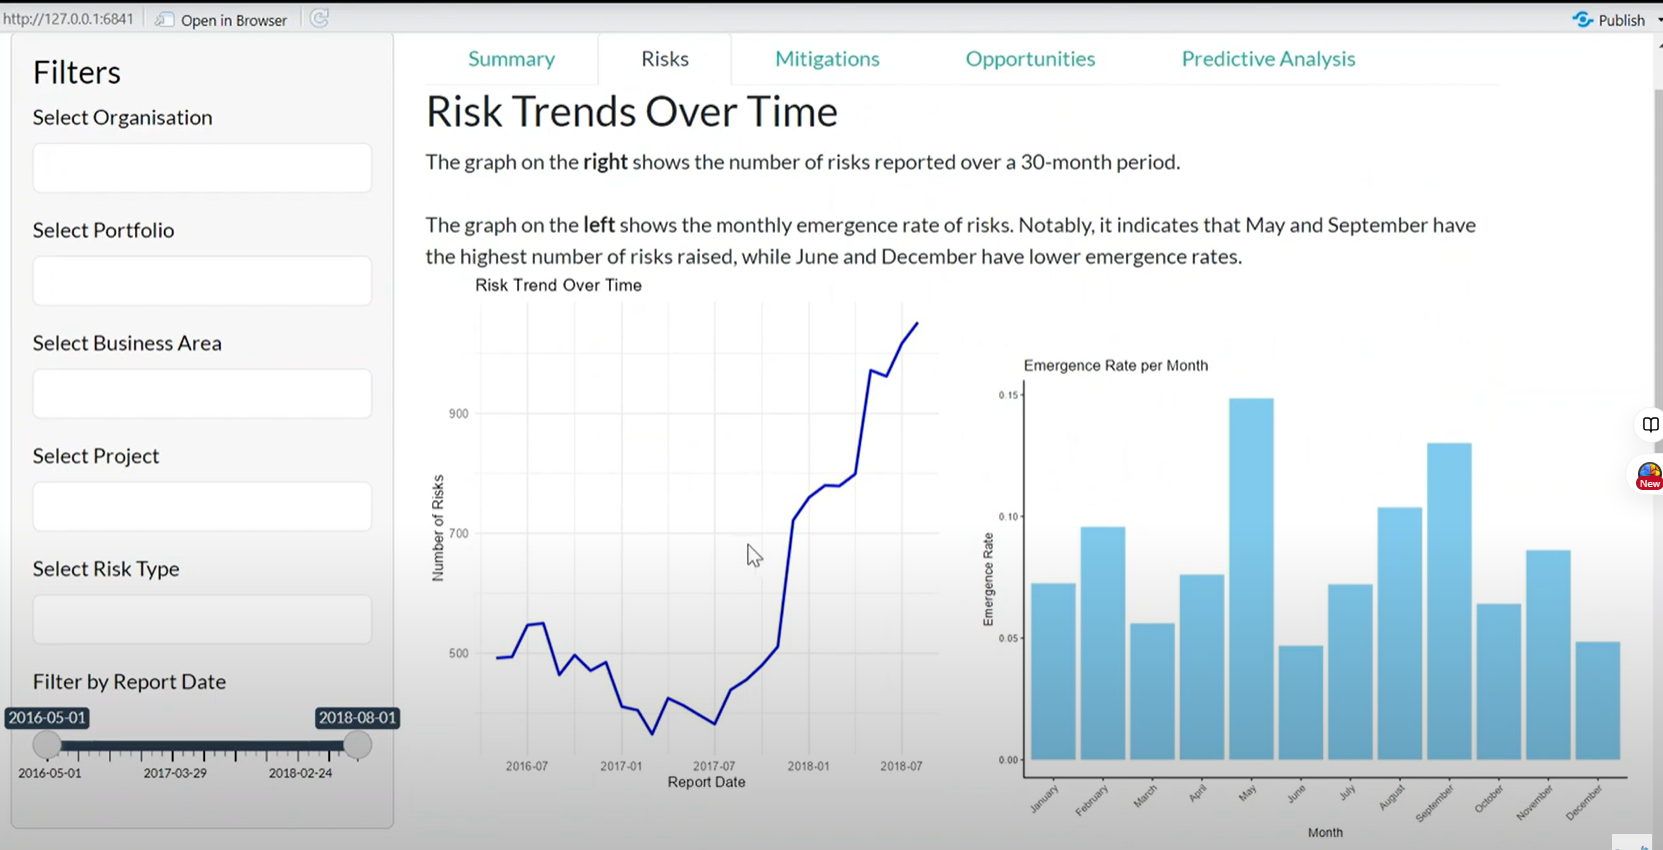 http://127.0.0.1:6841
Open in Browser
Publish
Filters
Select Organisation
Select Portfolio
Select Business Area
Select Project
Select Risk Type
Filter by Report Date
2016-05-01
2018-08-01
2016-05-01
2017-03-29
2018-02-24
Summary
Risks
Mitigations
Opportunities
Predictive Analysis
Risk Trends Over Time
The graph on the right shows the number of risks reported over a 30-month period.
The graph on the left shows the monthly emergence rate of risks. Notably, it indicates that May and September have
the highest number of risks raised, while June and December have lower emergence rates.
Risk Trend Over Time
Number of Risks
900
700
500
2016-07
2017-01
2017-07
2018-01
2018-07
Report Date
Emergence Rate per Month
Emergence Rate
0.15
0.10
0.05
0.00
January
February
March
April
May
June
July
August
September
October
November
December
Month
New